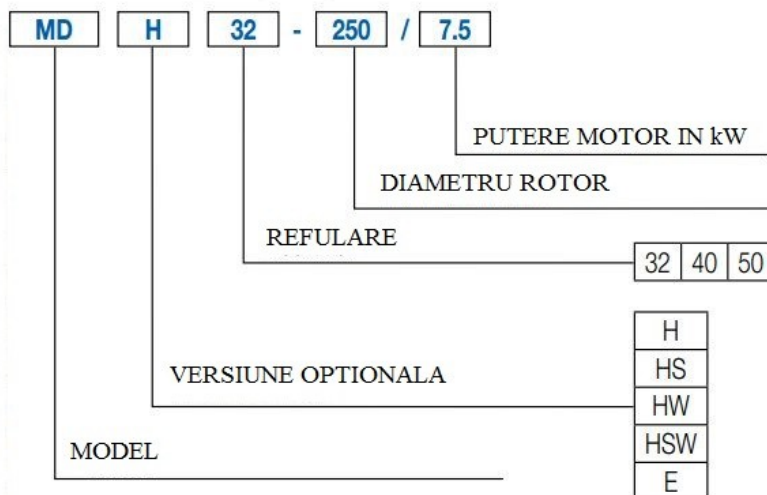 MD H 32 - 250 / 7.5
PUTERE MOTOR IN kW
DIAMETRU ROTOR
REFULARE
32 40 50
H
VERSIUNE OPTIONALA
HS
HW
MODEL
HSW
E